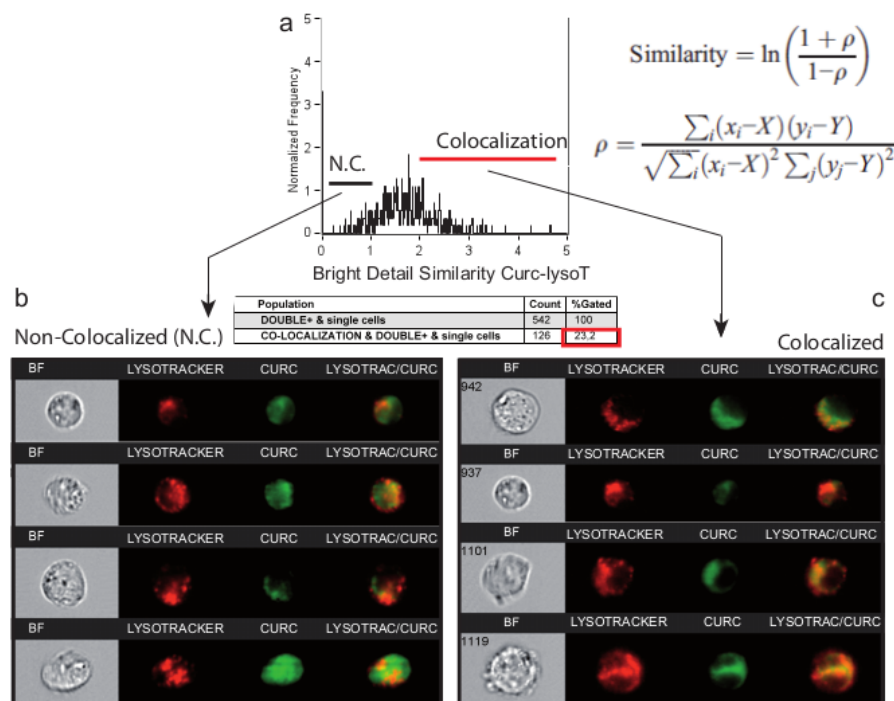 a
5
4
3
2
1
0
Normalized Frequency
N.C.
Colocalization
0 1 2 3 4 5
Bright Detail Similarity Curc-lysoT
Similarity = ln((1 + ρ)/(1−ρ))
ρ = ∑i(xi−X)(yi−Y) / √∑i(xi−X)² ∑j(yj−Y)²
Population Count %Gated
DOUBLE+ & single cells 542 100
CO-LOCALIZATION & DOUBLE+ & single cells 126 23,2
b
Non-Colocalized (N.C.)
BF LYSOTRACKER CURC LYSOTRAC/CURC
BF LYSOTRACKER CURC LYSOTRAC/CURC
BF LYSOTRACKER CURC LYSOTRAC/CURC
BF LYSOTRACKER CURC LYSOTRAC/CURC
c
Colocalized
BF LYSOTRACKER CURC LYSOTRAC/CURC
942
BF LYSOTRACKER CURC LYSOTRAC/CURC
937
BF LYSOTRACKER CURC LYSOTRAC/CURC
1101
BF LYSOTRACKER CURC LYSOTRAC/CURC
1119